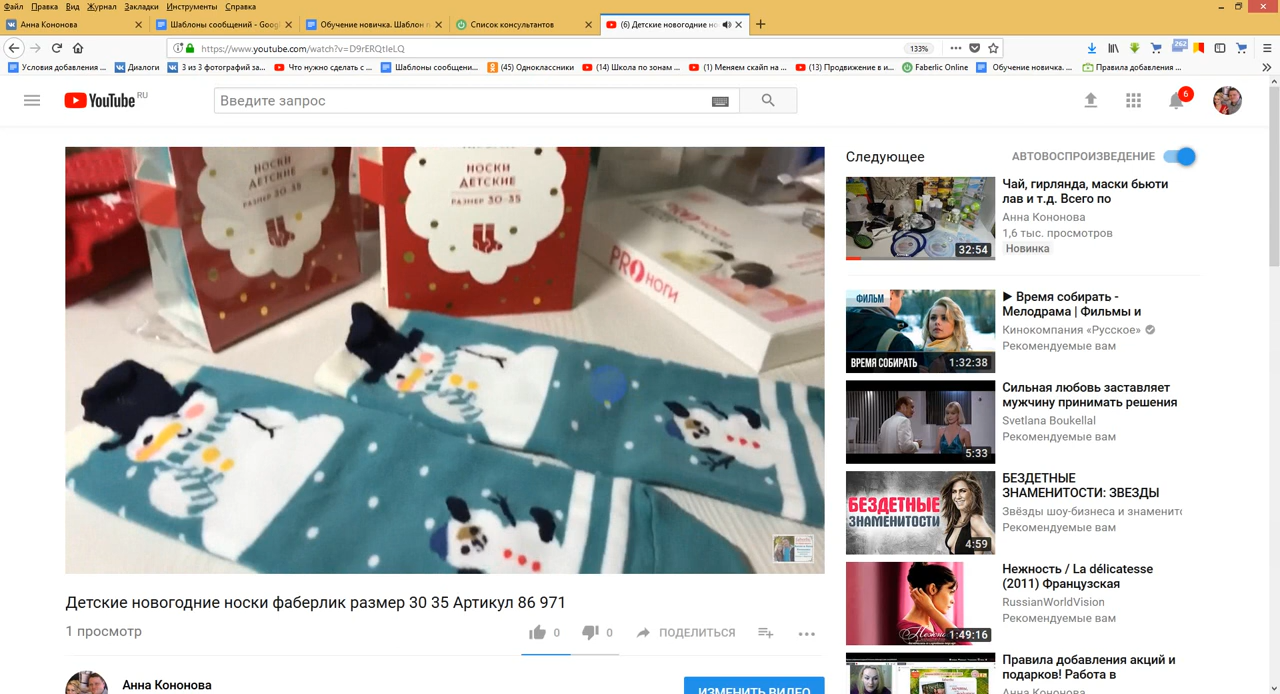 Файл Правка Вид Журнал Закладки Инструменты Справка
Анна Кононова
Шаблоны сообщений - Goog
Обучение новичка. Шаблон п
Список консультантов
(6) Детские новогодние но
https://www.youtube.com/watch?v=D9rERQtIeLQ
133%
262
Условия добавления ...
Диалоги
3 из 3 фотографий за...
Что нужно сделать с ...
Шаблоны сообщени...
(45) Одноклассники
(14) Школа по зонам ...
(1) Меняем скайп на ...
(13) Продвижение в и...
Faberlic Online
Обучение новичка. ...
Правила добавления ...
YouTube RU
Введите запрос
6
НОСКИ
ДЕТСКИЕ
РАЗМЕР 30-35
НОСКИ
ДЕТСКИЕ
РАЗМЕР 30-35
PRO НОГИ
Детские новогодние носки фаберлик размер 30 35 Артикул 86 971
1 просмотр
0
0
ПОДЕЛИТЬСЯ
Анна Кононова
ИЗМЕНИТЬ ВИДЕО
Следующее
АВТОВОСПРОИЗВЕДЕНИЕ
32:54
Чай, гирлянда, маски бьюти
лав и т.д. Всего по
Анна Кононова
1,6 тыс. просмотров
Новинка
ФИЛЬМ
ВРЕМЯ СОБИРАТЬ
1:32:38
▶ Время собирать -
Мелодрама | Фильмы и
Кинокомпания «Русское»
Рекомендуемые вам
5:33
Сильная любовь заставляет
мужчину принимать решения
Svetlana Boukellal
Рекомендуемые вам
БЕЗДЕТНЫЕ
ЗНАМЕНИТОСТИ
4:59
БЕЗДЕТНЫЕ
ЗНАМЕНИТОСТИ: ЗВЕЗДЫ
Звёзды шоу-бизнеса и знаменитс
Рекомендуемые вам
Нежность
1:49:16
Нежность / La délicatesse
(2011) Французская
RussianWorldVision
Рекомендуемые вам
Правила добавления акций и
подарков! Работа в
Анна Кононова